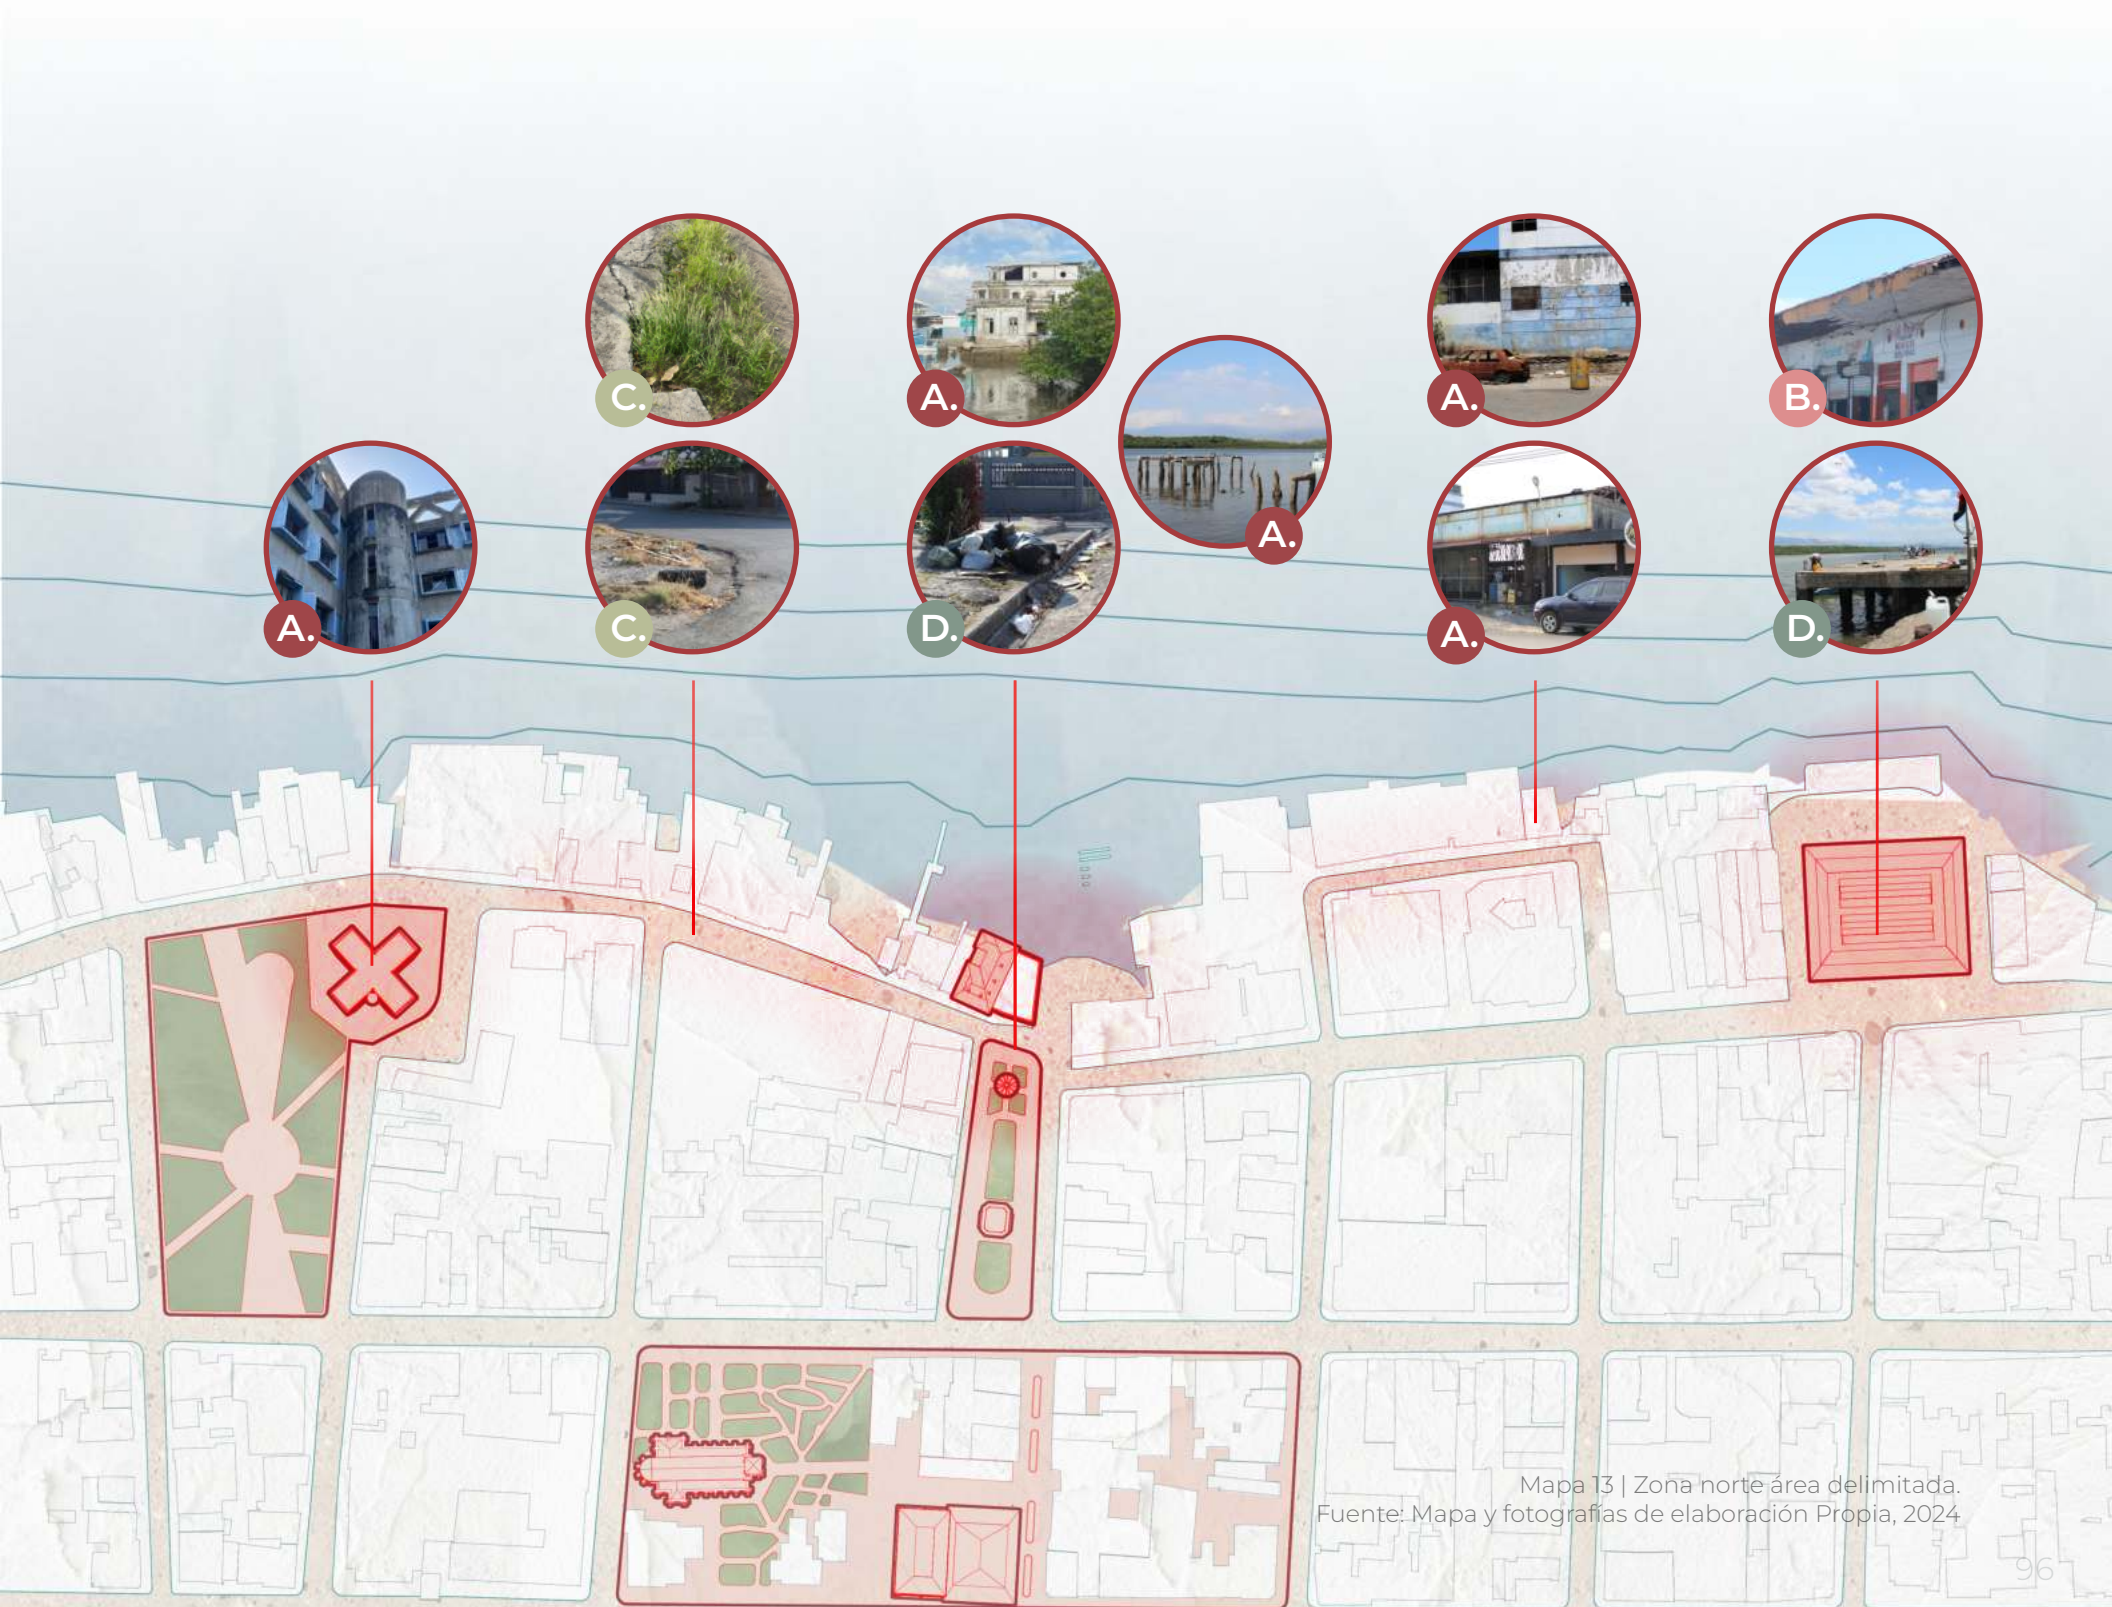 C.
A.
A.
B.
A.
A.
C.
D.
A.
D.
Mapa 13 | Zona norte área delimitada.
Fuente: Mapa y fotografías de elaboración Propia, 2024
96